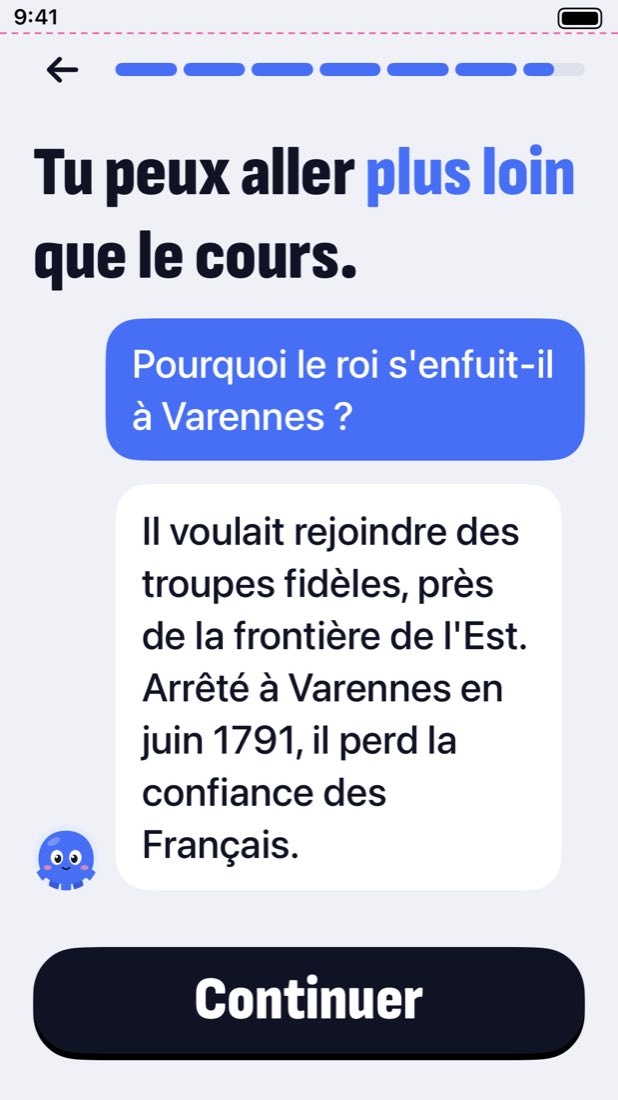 9:41
Tu peux aller plus loin
que le cours.
Pourquoi le roi s'enfuit-il
à Varennes ?
Il voulait rejoindre des
troupes fidèles, près
de la frontière de l'Est.
Arrêté à Varennes en
juin 1791, il perd la
confiance des
Français.
Continuer